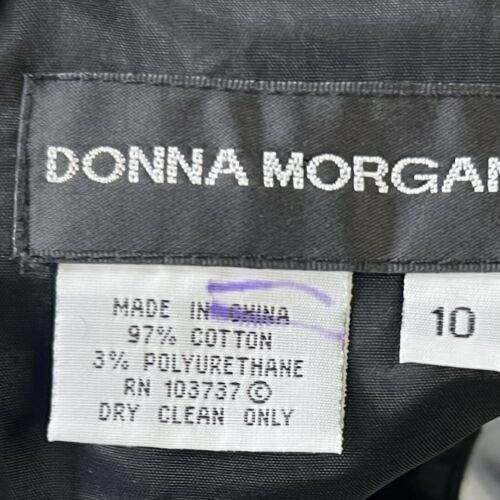 DONNA MORGAN
MADE IN CHINA
97% COTTON
3% POLYURETHANE
RN 103737 ©
DRY CLEAN ONLY
10